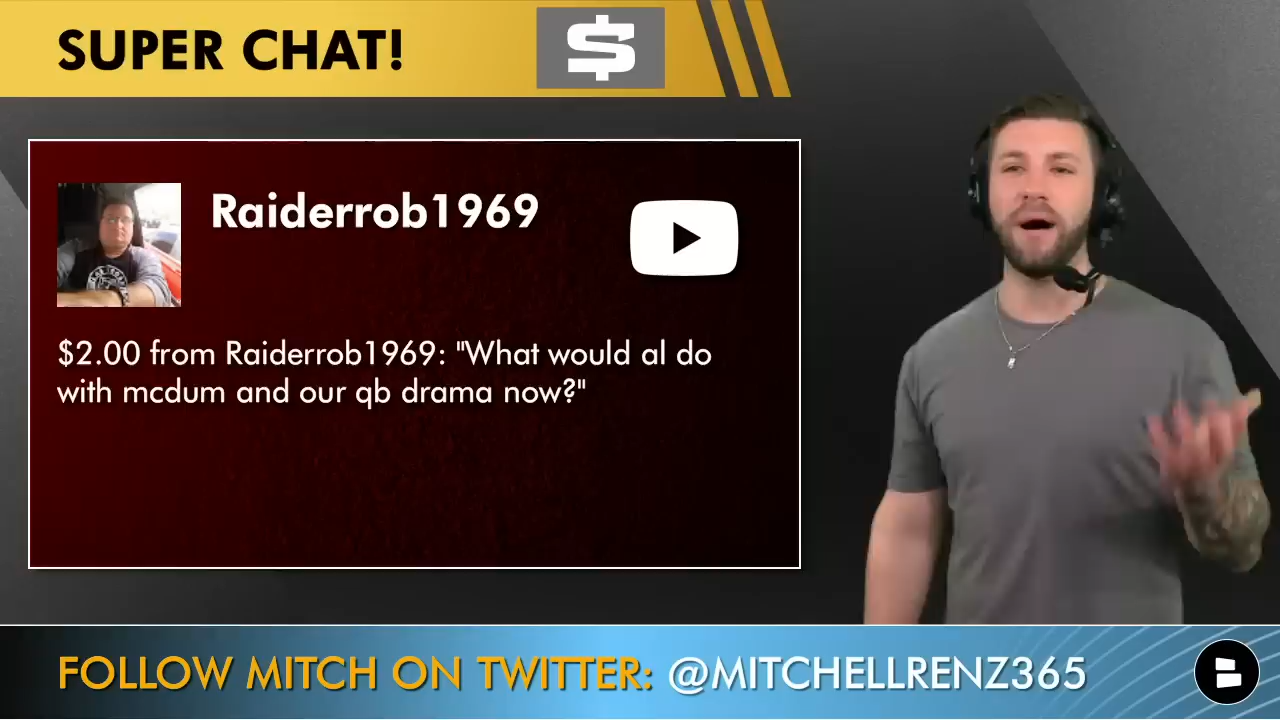 SUPER CHAT!
$
Raiderrob1969
$2.00 from Raiderrob1969: "What would al do
with mcdum and our qb drama now?"
FOLLOW MITCH ON TWITTER: @MITCHELLRENZ365